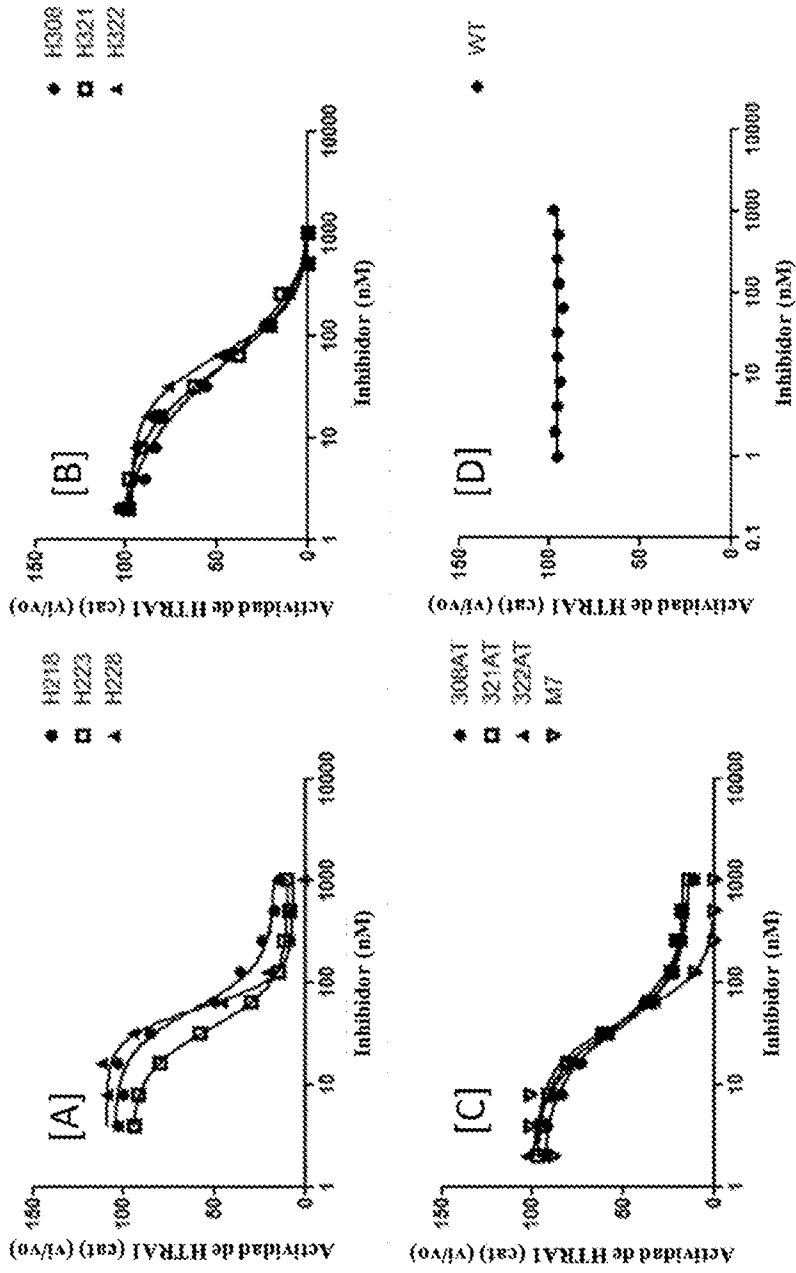 [A]
H218
H223
H228
Actividad de HTRA1 (cat) (vi/vo)
150
100
50
0
1
10
100
1000
10000
Inhibidor (nM)
[B]
H308
H321
H322
Actividad de HTRA1 (cat) (vi/vo)
150
100
50
0
1
10
100
1000
10000
Inhibidor (nM)
[C]
308AT
321AT
322AT
M7
Actividad de HTRA1 (cat) (vi/vo)
150
100
50
0
1
10
100
1000
10000
Inhibidor (nM)
[D]
WT
Actividad de HTRA1 (cat) (vi/vo)
150
100
50
0
0.1
1
10
100
1000
10000
Inhibidor (nM)